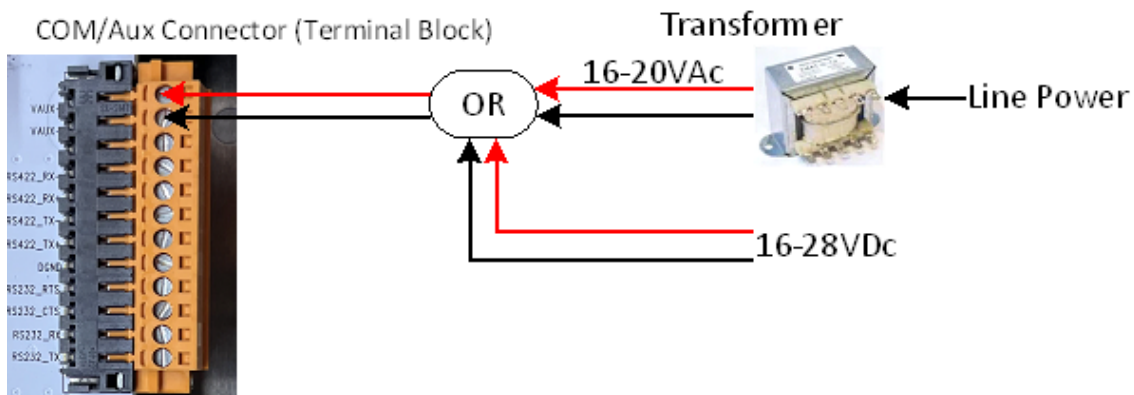 COM/Aux Connector (Terminal Block)
Transformer
16-20VAc
OR
Line Power
16-28VDc
VAUX-
VAUX-
RS422_RX-
RS422_RX-
RS422_TX-
RS422_TX+
DGND
RS232_RTS
RS232_CTS
RS232_RX
RS232_TX